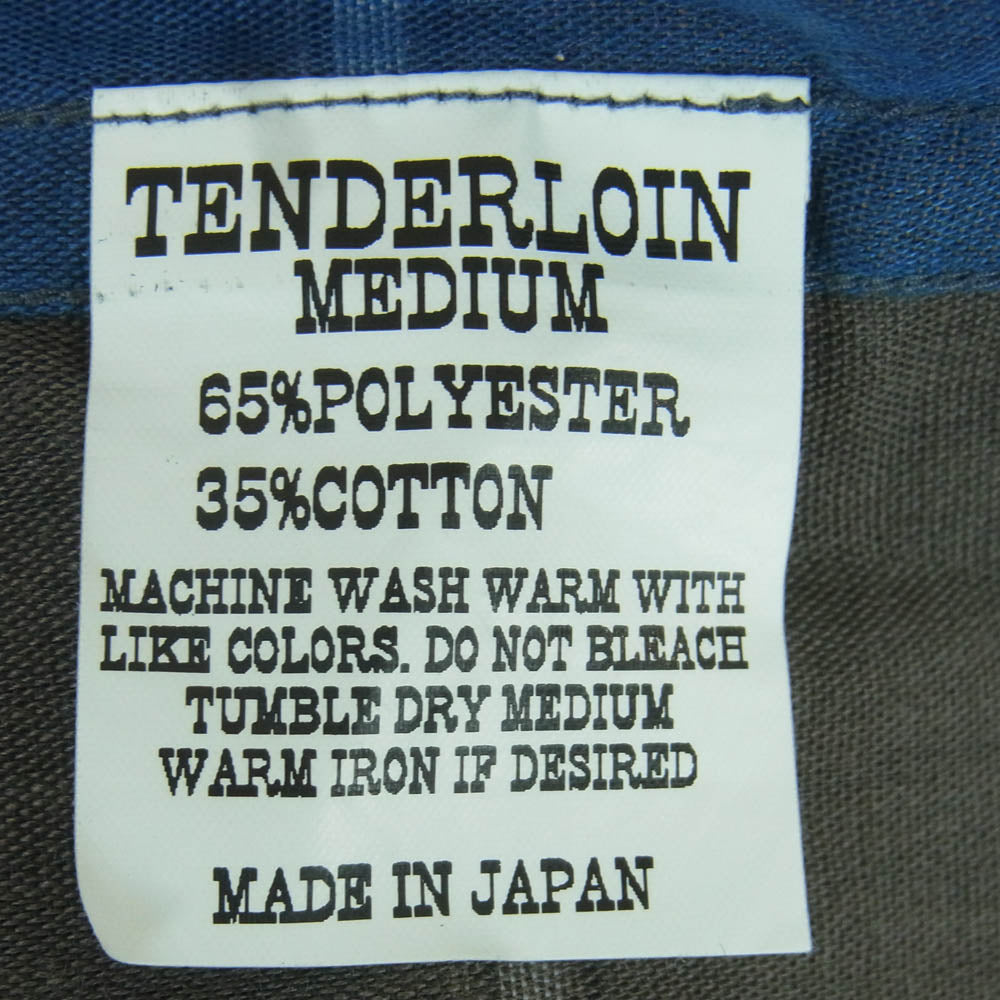 TENDERLOIN
MEDIUM
65%POLYESTER
35%COTTON
MACHINE WASH WARM WITH
LIKE COLORS. DO NOT BLEACH
TUMBLE DRY MEDIUM
WARM IRON IF DESIRED
MADE IN JAPAN